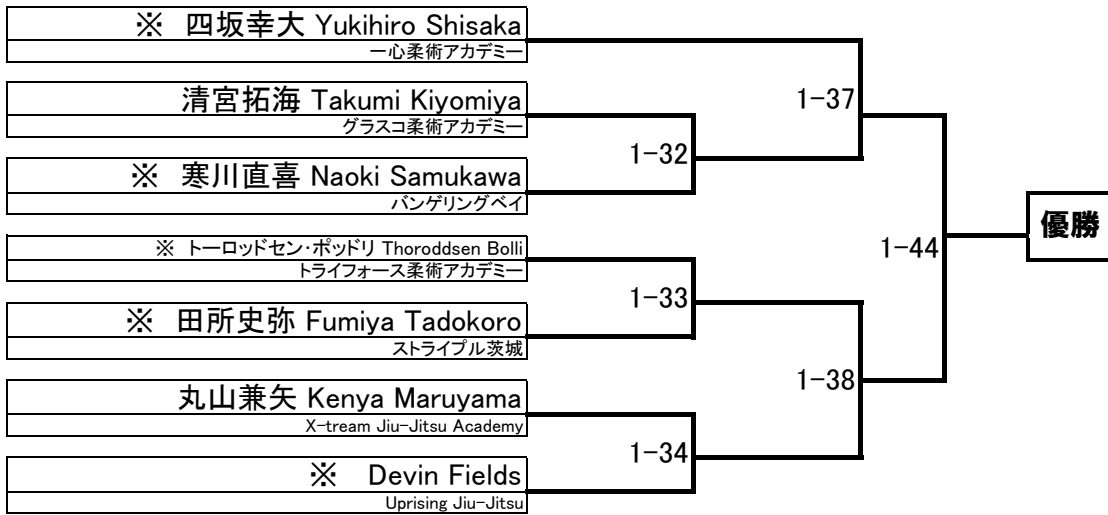 ※ 四坂幸大 Yukihiro Shisaka
一心柔術アカデミー
清宮拓海 Takumi Kiyomiya
グラスコ柔術アカデミー
※ 寒川直喜 Naoki Samukawa
バンゲリングベイ
※ トーロッドセン・ポッドリ Thoroddsen Bolli
トライフォース柔術アカデミー
※ 田所史弥 Fumiya Tadokoro
ストライプル茨城
丸山兼矢 Kenya Maruyama
X-tream Jiu-Jitsu Academy
※ Devin Fields
Uprising Jiu-Jitsu
1-32
1-33
1-34
1-37
1-38
1-44
優勝